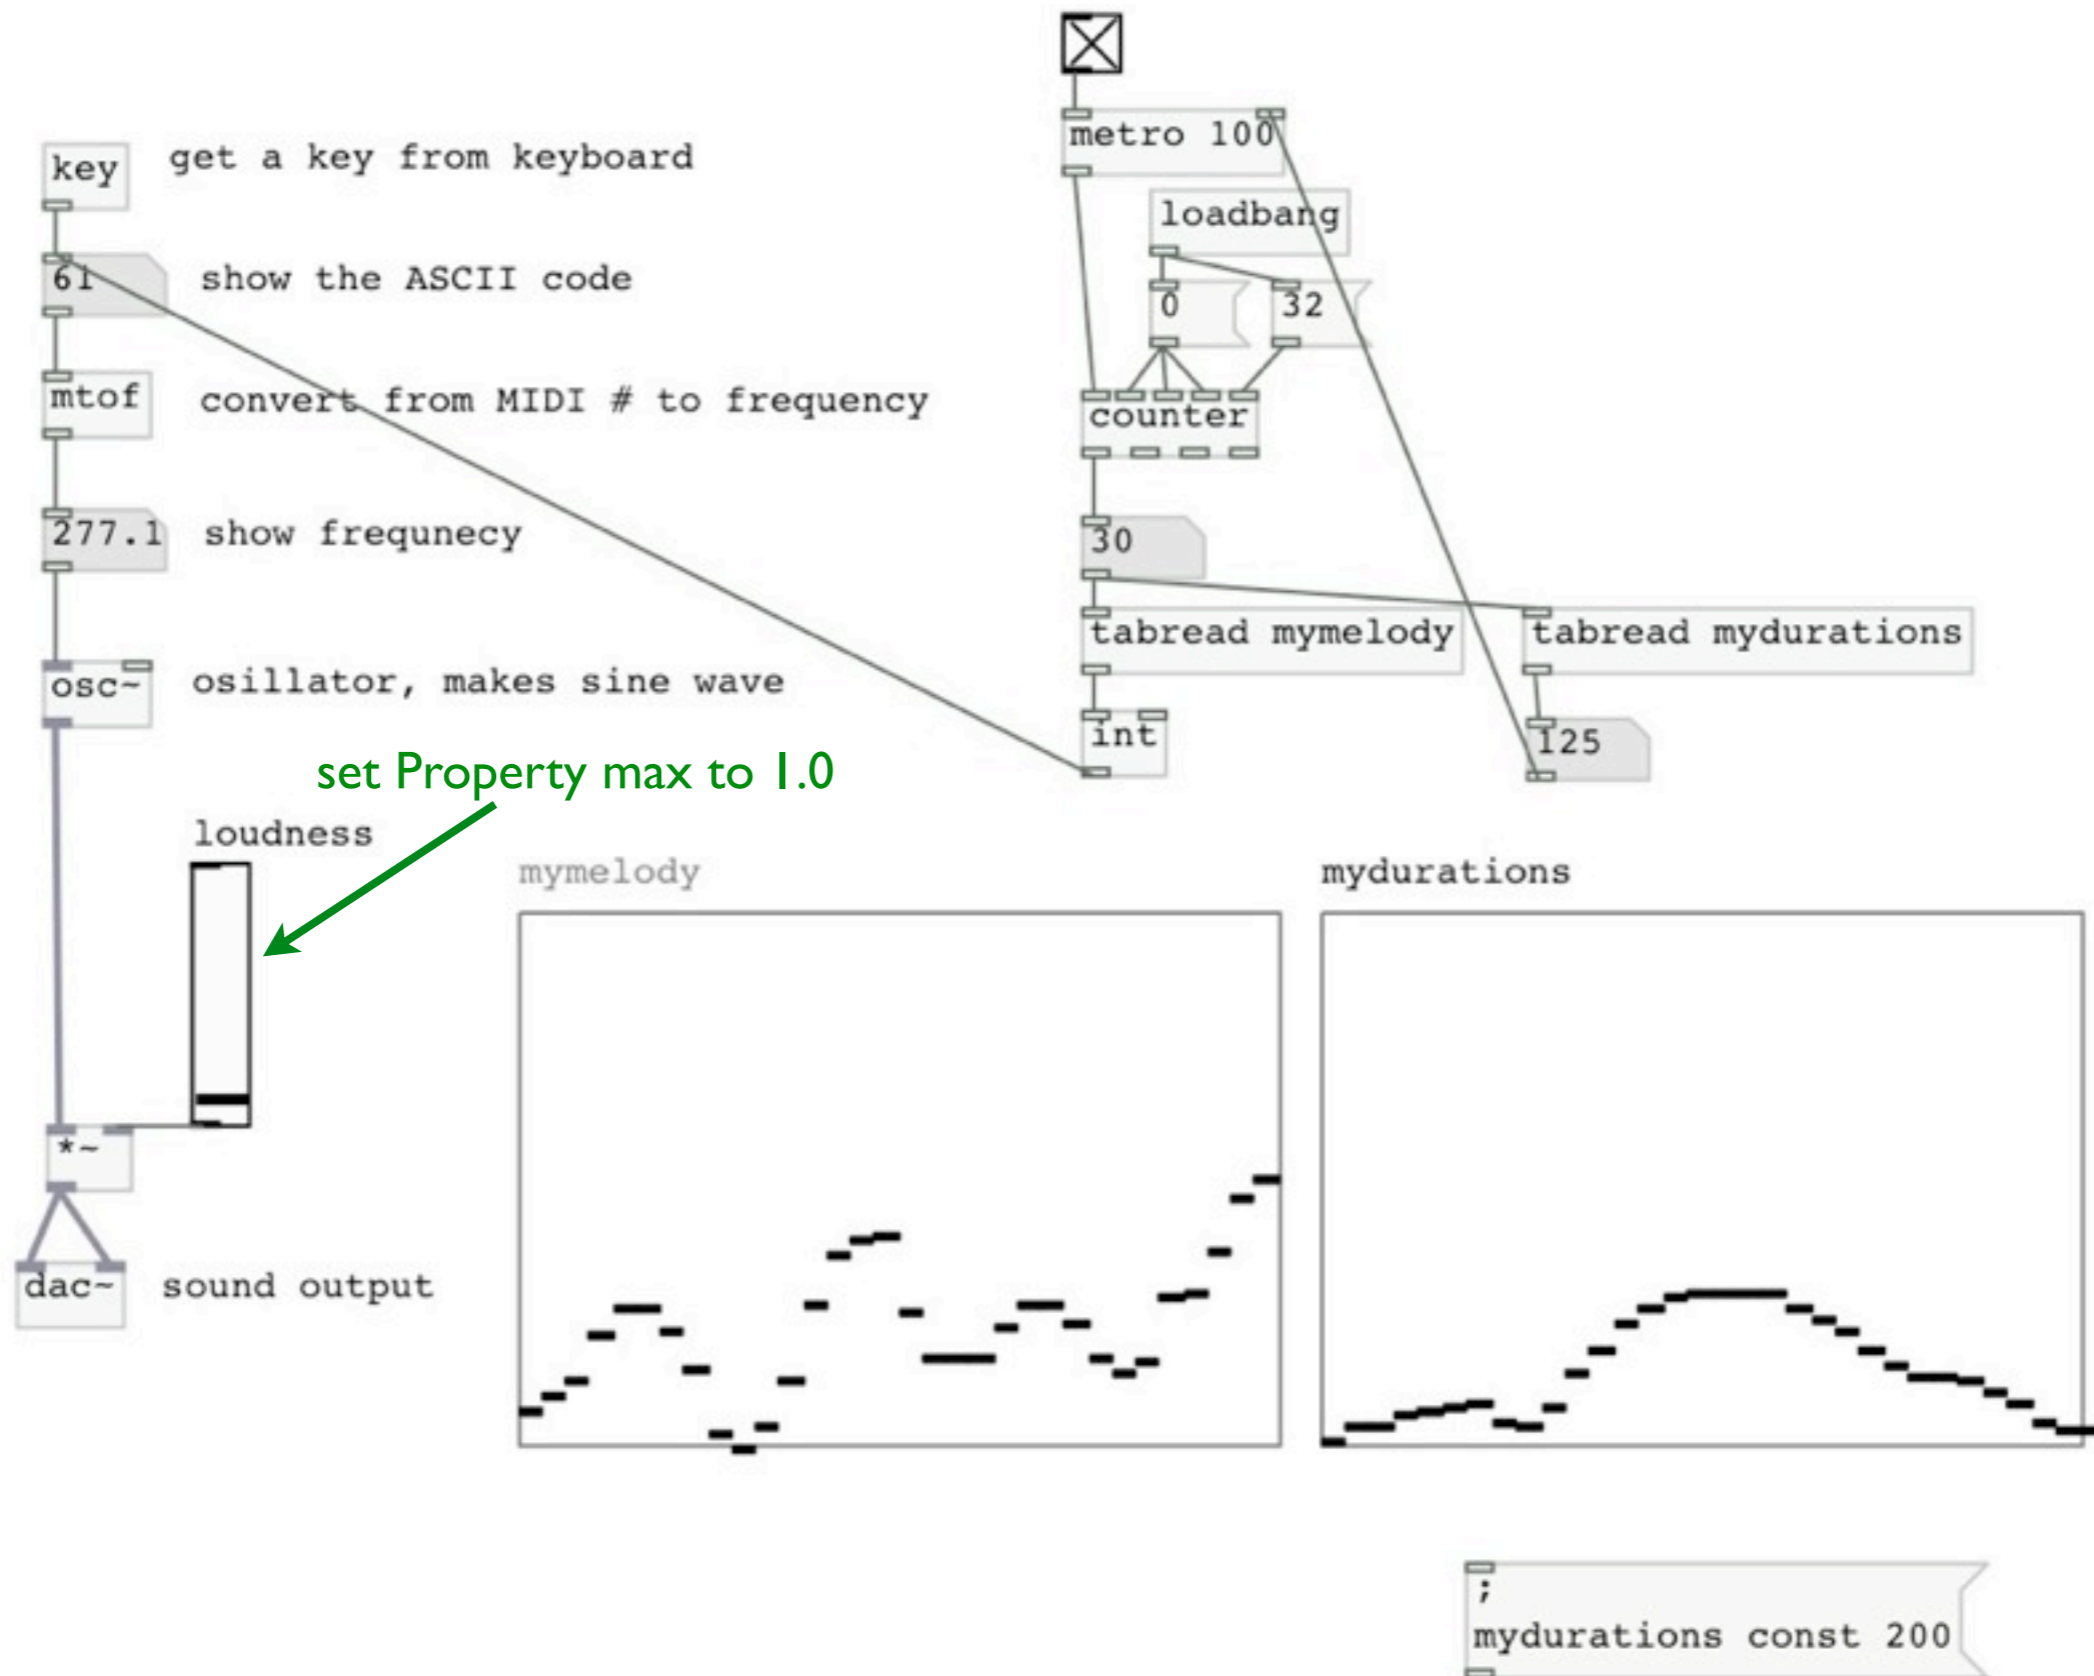 key
get a key from keyboard
61
show the ASCII code
mtof
convert from MIDI # to frequency
277.1
show frequnecy
osc~
osillator, makes sine wave
set Property max to 1.0
loudness
*~
dac~
sound output
metro 100
loadbang
0
32
counter
30
tabread mymelody
tabread mydurations
int
125
mymelody
mydurations
;
mydurations const 200